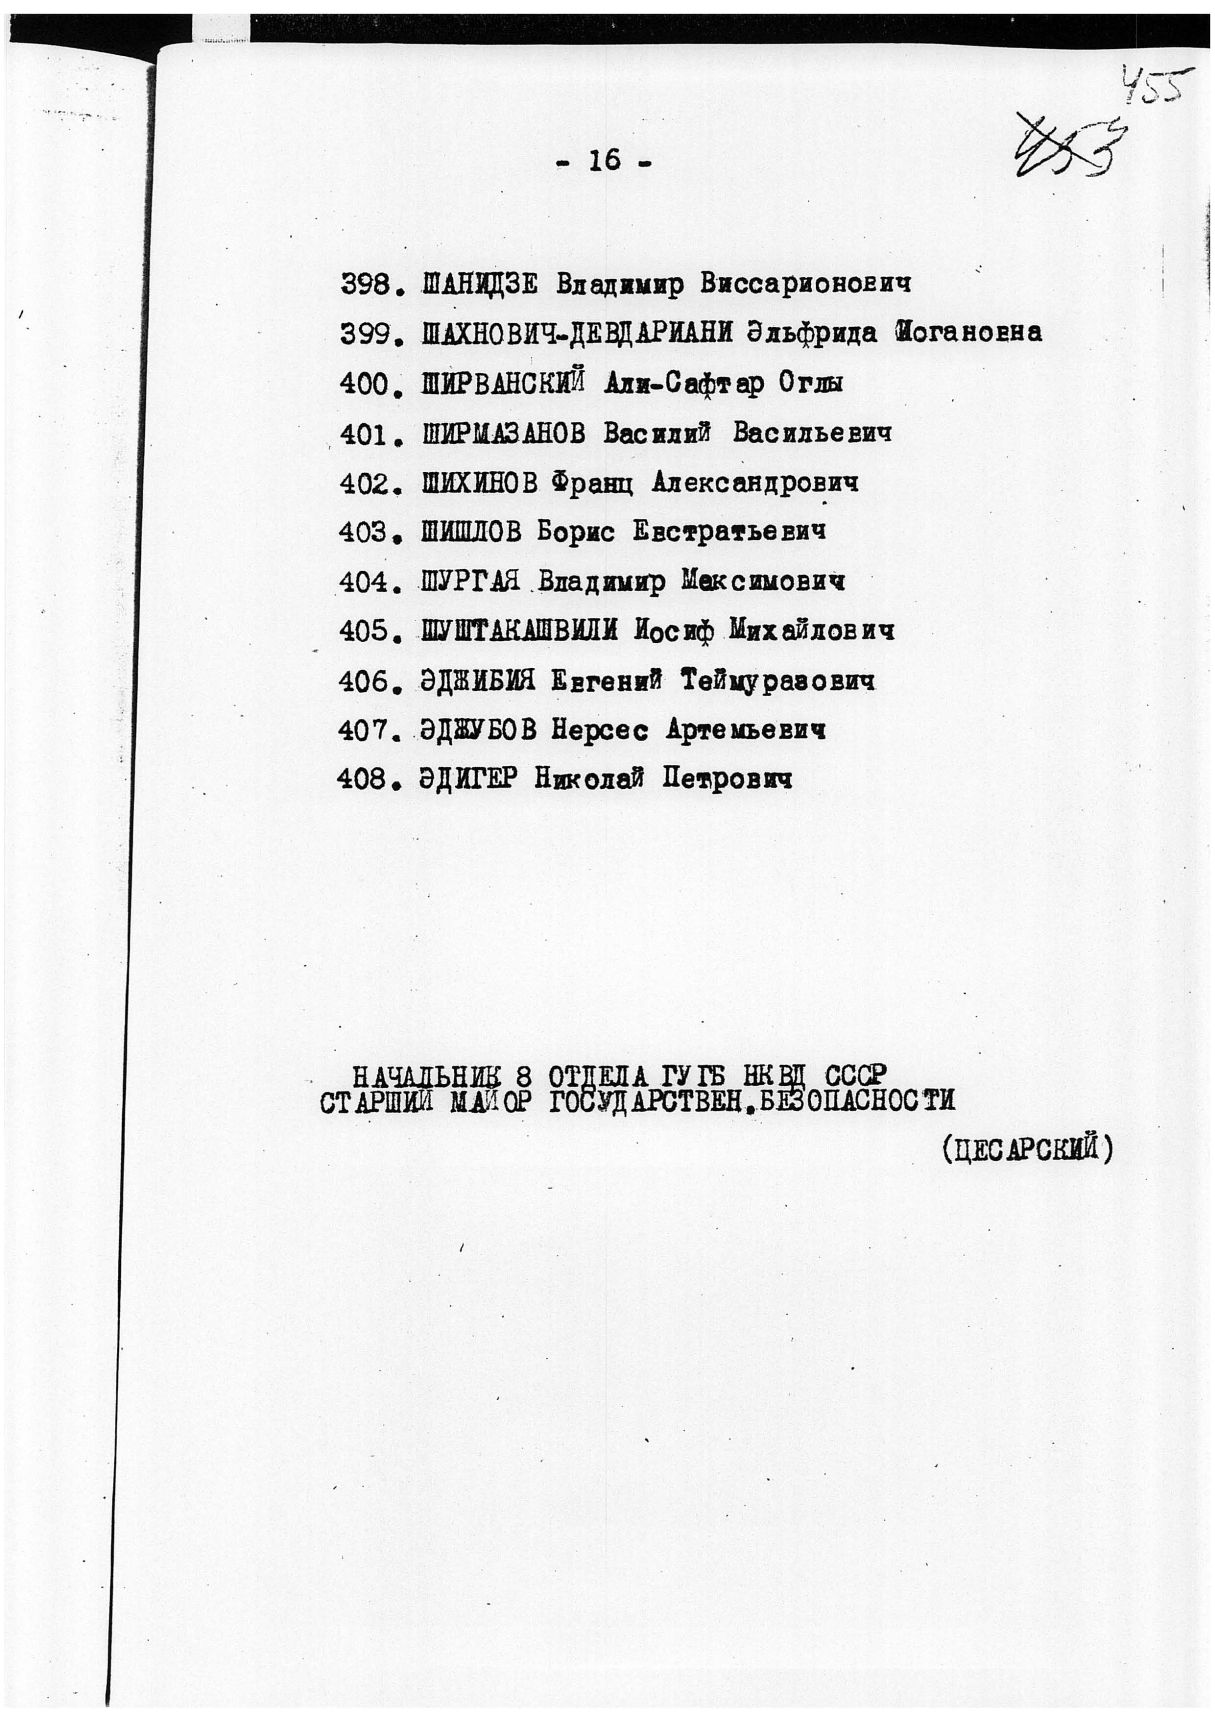 455
453
- 16 -
398. ШАНИДЗЕ Владимир Виссарионович
399. ШАХНОВИЧ-ДЕВДАРИАНИ Эльфрида Иогановна
400. ШИРВАНСКИЙ Али-Сафтар Оглы
401. ШИРМАЗАНОВ Василий Васильевич
402. ШИХИНОВ Франц Александрович
403. ШИШЛОВ Борис Евстратьевич
404. ШУРГАЯ Владимир Максимович
405. ШУШТАКАШВИЛИ Иосиф Михайлович
406. ЭДЖИБИЯ Евгений Теймуразович
407. ЭДЖУБОВ Нерсес Артемьевич
408. ЭДИГЕР Николай Петрович
НАЧАЛЬНИК 8 ОТДЕЛА ГУГБ НКВД СССР
СТАРШИЙ МАЙОР ГОСУДАРСТВЕН.БЕЗОПАСНОСТИ
(ЦЕСАРСКИЙ)